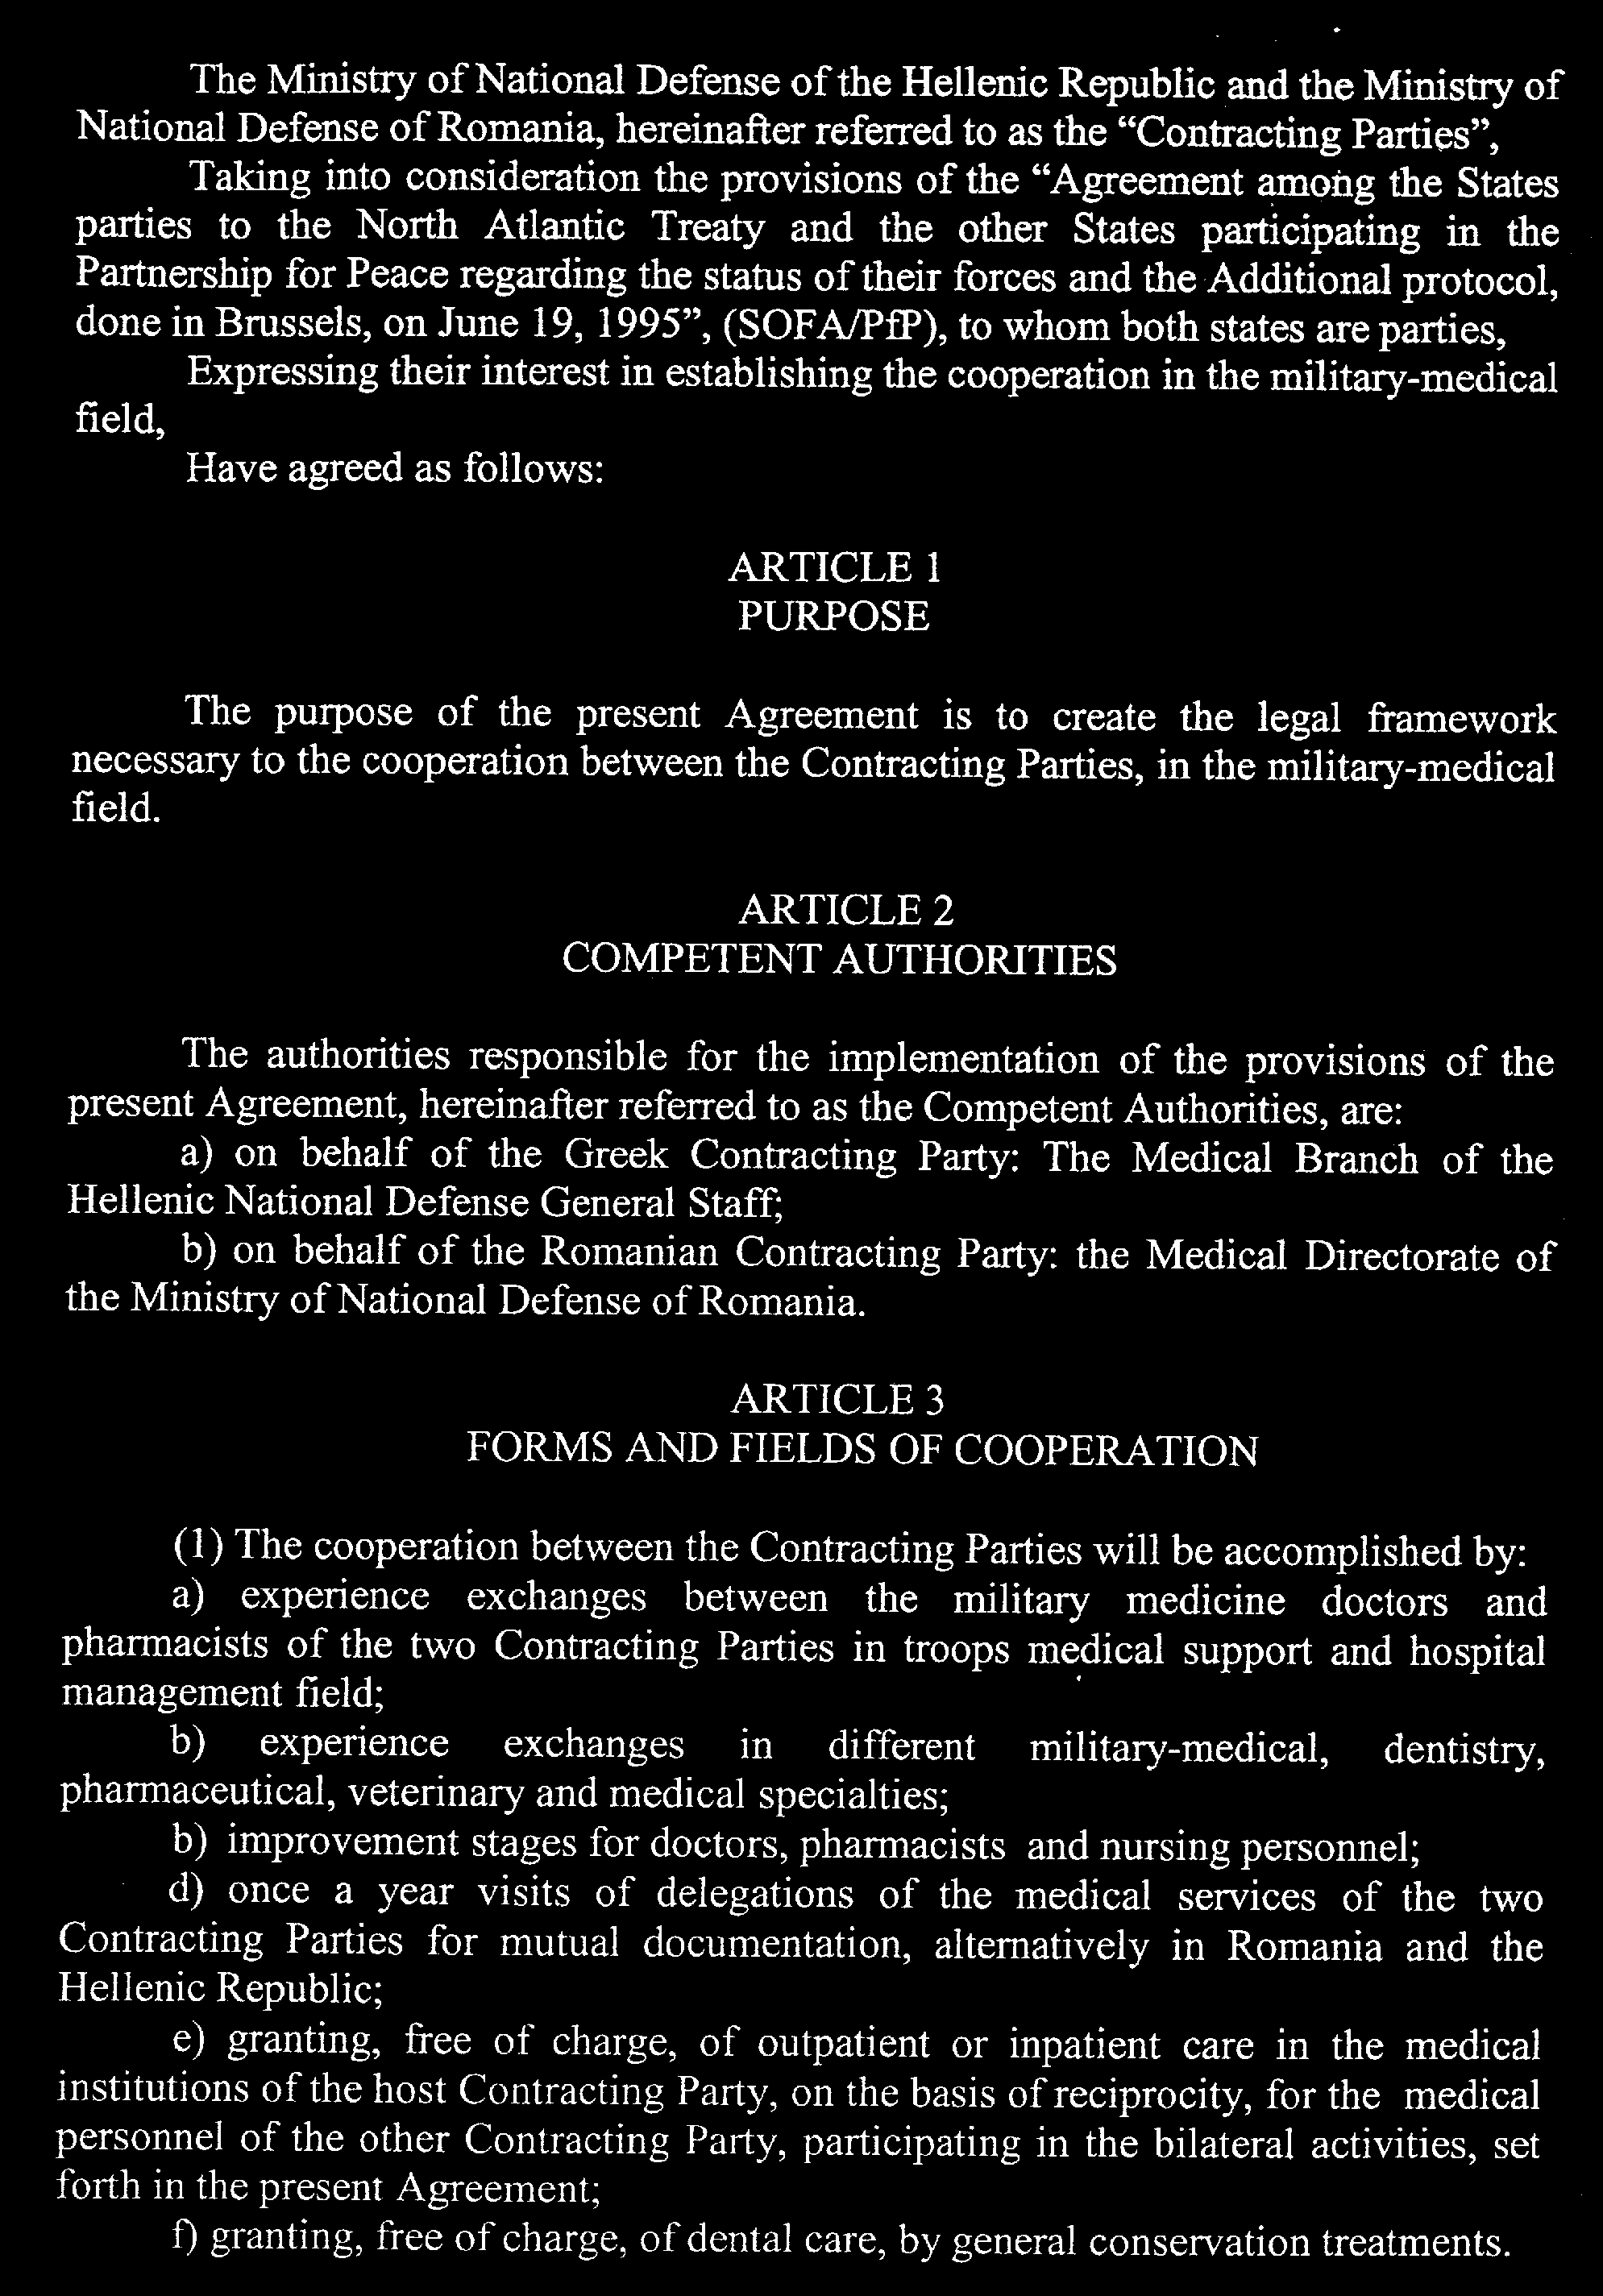 The Ministry of National Defense of the Hellenic Republic and the Ministry of
National Defense of Romania, hereinafter referred to as the “Contracting Parties”,
Taking into consideration the provisions of the “Agreement among the States
parties to the North Atlantic Treaty and the other States participating in the
Partnership for Peace regarding the status of their forces and the Additional protocol,
done in Brussels, on June 19, 1995”, (SOFA/PfP), to whom both states are parties,
Expressing their interest in establishing the cooperation in the military-medical
field,
Have agreed as follows:
ARTICLE 1
PURPOSE
The purpose of the present Agreement is to create the legal framework
necessary to the cooperation between the Contracting Parties, in the military-medical
field.
ARTICLE 2
COMPETENT AUTHORITIES
The authorities responsible for the implementation of the provisions of the
present Agreement, hereinafter referred to as the Competent Authorities, are:
a) on behalf of the Greek Contracting Party: The Medical Branch of the
Hellenic National Defense General Staff;
b) on behalf of the Romanian Contracting Party: the Medical Directorate of
the Ministry of National Defense of Romania.
ARTICLE 3
FORMS AND FIELDS OF COOPERATION
(1) The cooperation between the Contracting Parties will be accomplished by:
a) experience exchanges between the military medicine doctors and
pharmacists of the two Contracting Parties in troops medical support and hospital
management field;
b) experience exchanges in different military-medical, dentistry,
pharmaceutical, veterinary and medical specialties;
b) improvement stages for doctors, pharmacists and nursing personnel;
d) once a year visits of delegations of the medical services of the two
Contracting Parties for mutual documentation, alternatively in Romania and the
Hellenic Republic;
e) granting, free of charge, of outpatient or inpatient care in the medical
institutions of the host Contracting Party, on the basis of reciprocity, for the medical
personnel of the other Contracting Party, participating in the bilateral activities, set
forth in the present Agreement;
f) granting, free of charge, of dental care, by general conservation treatments.